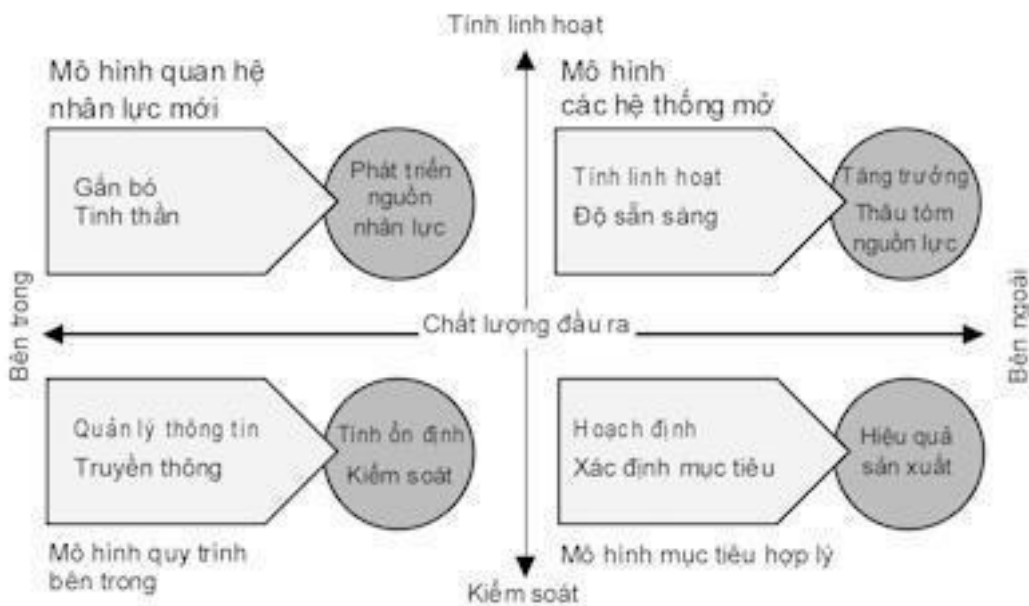 Tính linh hoạt
Mô hình quan hệ
nhân lực mới
Mô hình
các hệ thống mở
Gắn bó
Tinh thần
Phát triển
nguồn
nhân lực
Tính linh hoạt
Độ sẵn sàng
Tăng trưởng
Thâu tóm
nguồn lực
Bên trong
Chất lượng đầu ra
Bên ngoài
Quản lý thông tin
Truyền thông
Tính ổn định
Kiểm soát
Hoạch định
Xác định mục tiêu
Hiệu quả
sản xuất
Mô hình quy trình
bên trong
Mô hình mục tiêu hợp lý
Kiểm soát